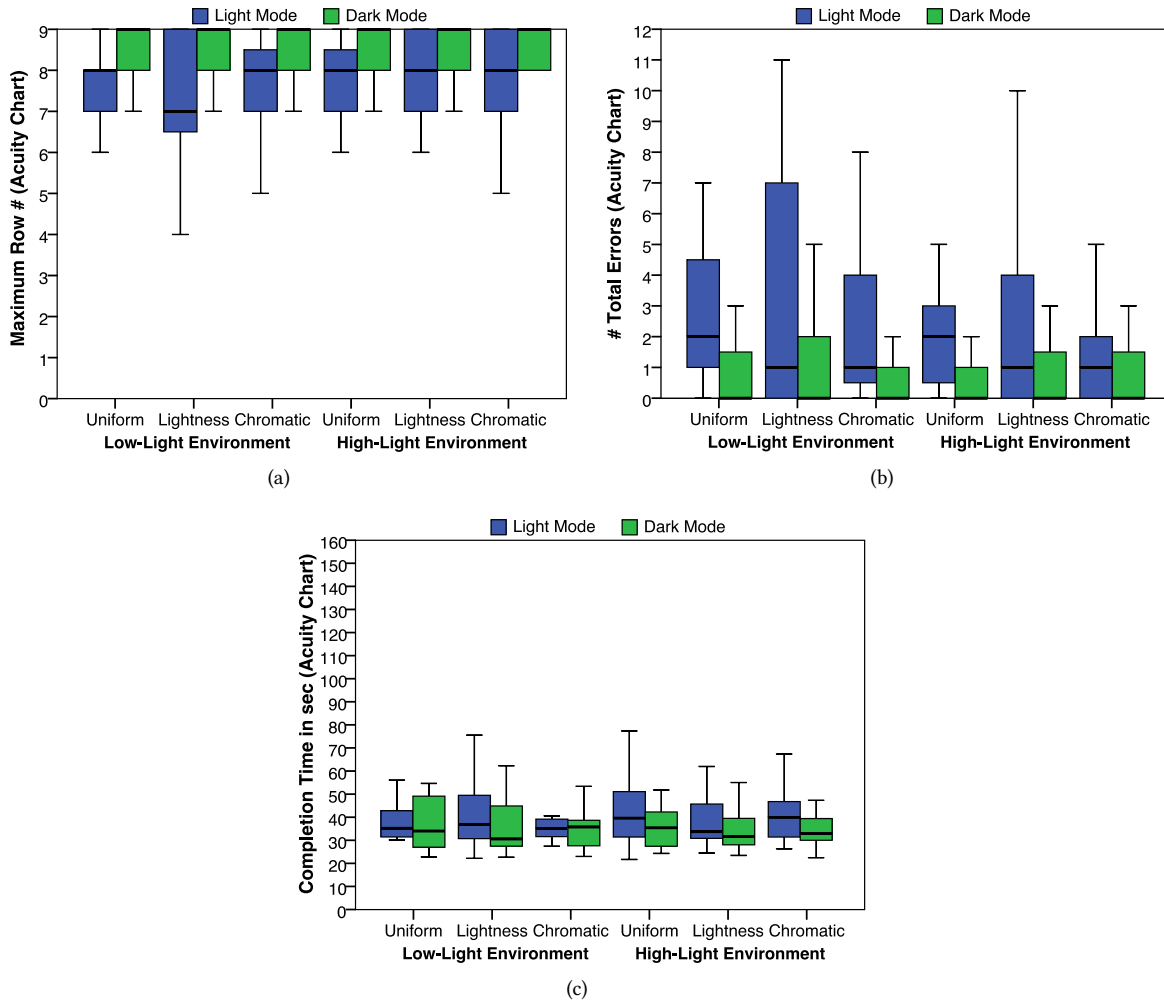 Light Mode Dark Mode
Maximum Row # (Acuity Chart)
9
8
7
6
5
4
3
2
1
0
Uniform Lightness Chromatic Uniform Lightness Chromatic
Low-Light Environment High-Light Environment
(a)
Light Mode Dark Mode
# Total Errors (Acuity Chart)
12
11
10
9
8
7
6
5
4
3
2
1
0
Uniform Lightness Chromatic Uniform Lightness Chromatic
Low-Light Environment High-Light Environment
(b)
Light Mode Dark Mode
Completion Time in sec (Acuity Chart)
160
150
140
130
120
110
100
90
80
70
60
50
40
30
20
10
0
Uniform Lightness Chromatic Uniform Lightness Chromatic
Low-Light Environment High-Light Environment
(c)